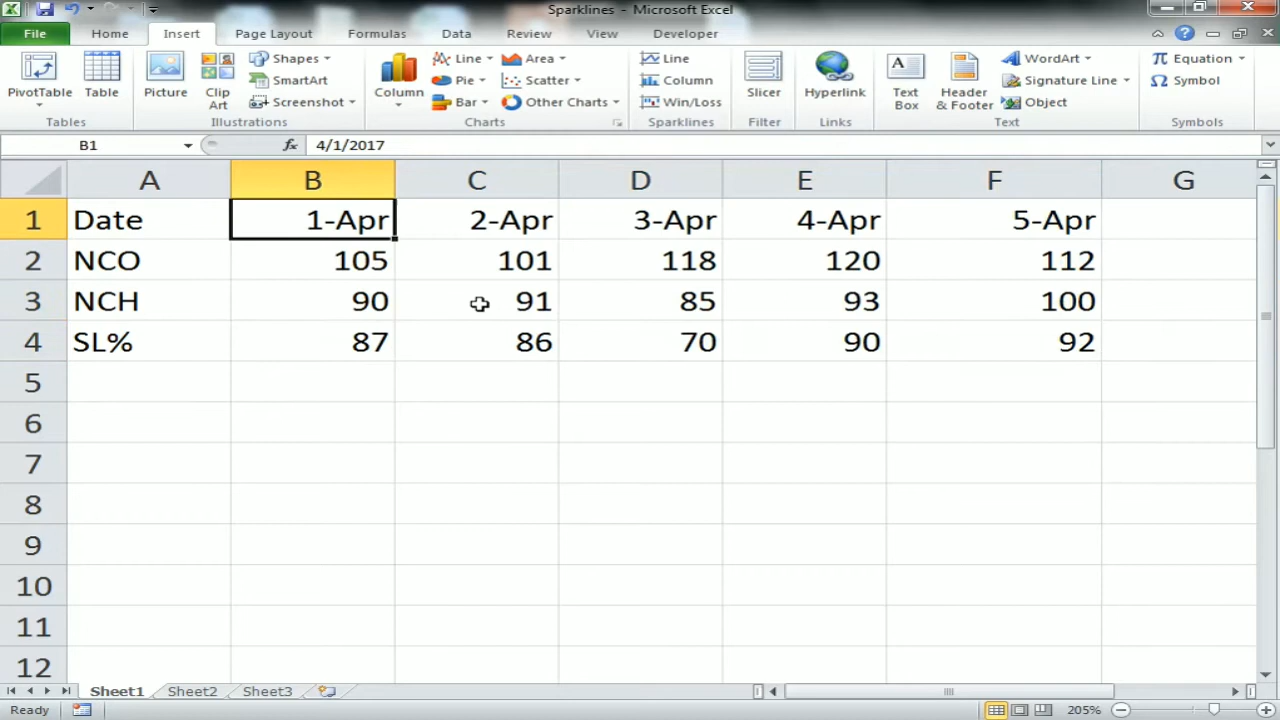 Sparklines - Microsoft Excel
File Home Insert Page Layout Formulas Data Review View Developer
PivotTable Table Picture Clip Art Shapes SmartArt Screenshot Column Line Pie Bar Area Scatter Other Charts Line Column Win/Loss Slicer Hyperlink Text Box Header & Footer WordArt Signature Line Object Equation Symbol
Tables Illustrations Charts Sparklines Filter Links Text Symbols
B1 fx 4/1/2017
A B C D E F G
1 Date 1-Apr 2-Apr 3-Apr 4-Apr 5-Apr
2 NCO 105 101 118 120 112
3 NCH 90 91 85 93 100
4 SL% 87 86 70 90 92
5
6
7
8
9
10
11
12
Sheet1 Sheet2 Sheet3
Ready 205%